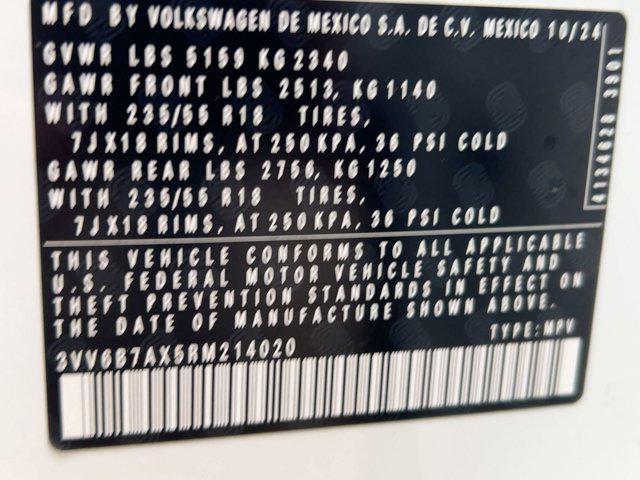 MFD BY VOLKSWAGEN DE MEXICO S.A. DE C.V. MEXICO 10/24
GVWR LBS 5159 KG 2340
GAWR FRONT LBS 2513, KG 1140
WITH 235/55 R18 TIRES,
7JX18 RIMS, AT 250 KPA, 36 PSI COLD
GAWR REAR LBS 2756, KG 1250
WITH 235/55 R18 TIRES,
7JX18 RIMS, AT 250 KPA, 36 PSI COLD
4134628 3901
THIS VEHICLE CONFORMS TO ALL APPLICABLE
U.S. FEDERAL MOTOR VEHICLE SAFETY AND
THEFT PREVENTION STANDARDS IN EFFECT ON
THE DATE OF MANUFACTURE SHOWN ABOVE.
TYPE: MPV
3VV6B7AX5RM214020